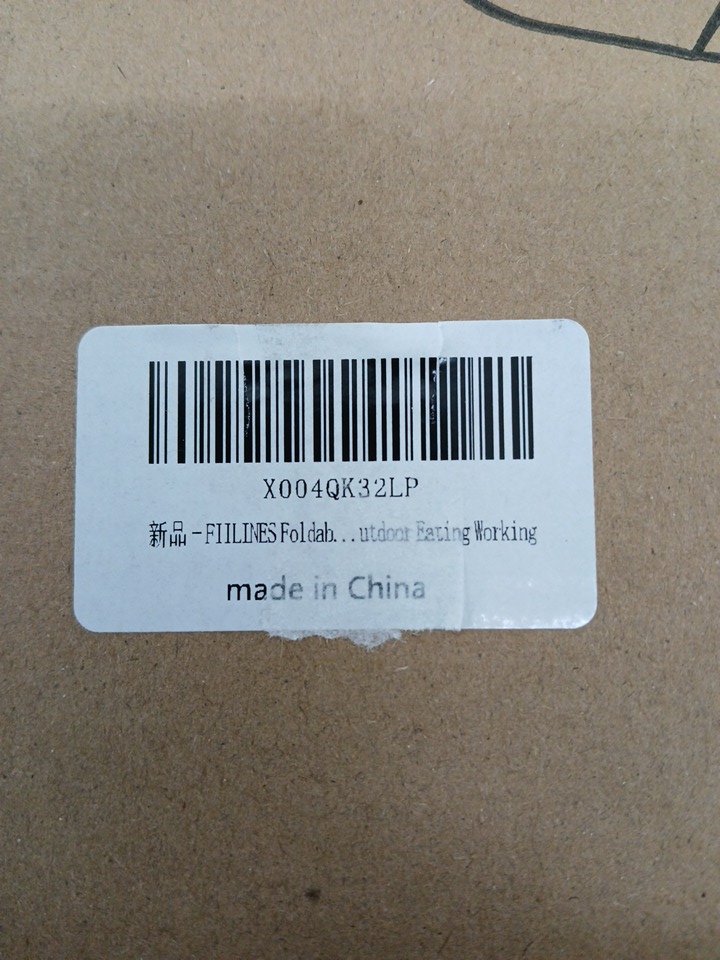 X004QK32LP
新品-FIILINES Foldab...utdoor Eating Working
made in China